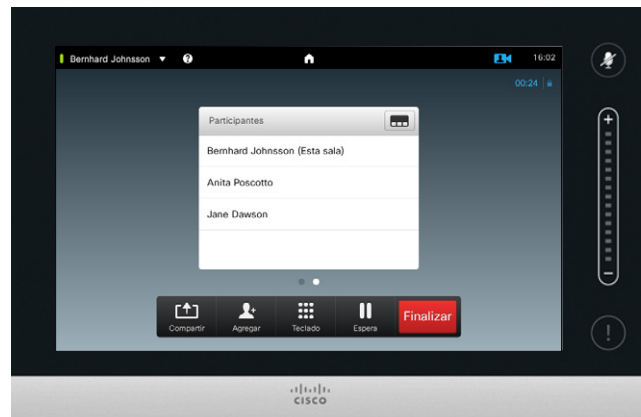 Bernhard Johnsson
16:02
00:24
Participantes
Bernhard Johnsson (Esta sala)
Anita Poscotto
Jane Dawson
Compartir Agregar Teclado Espera Finalizar
CISCO